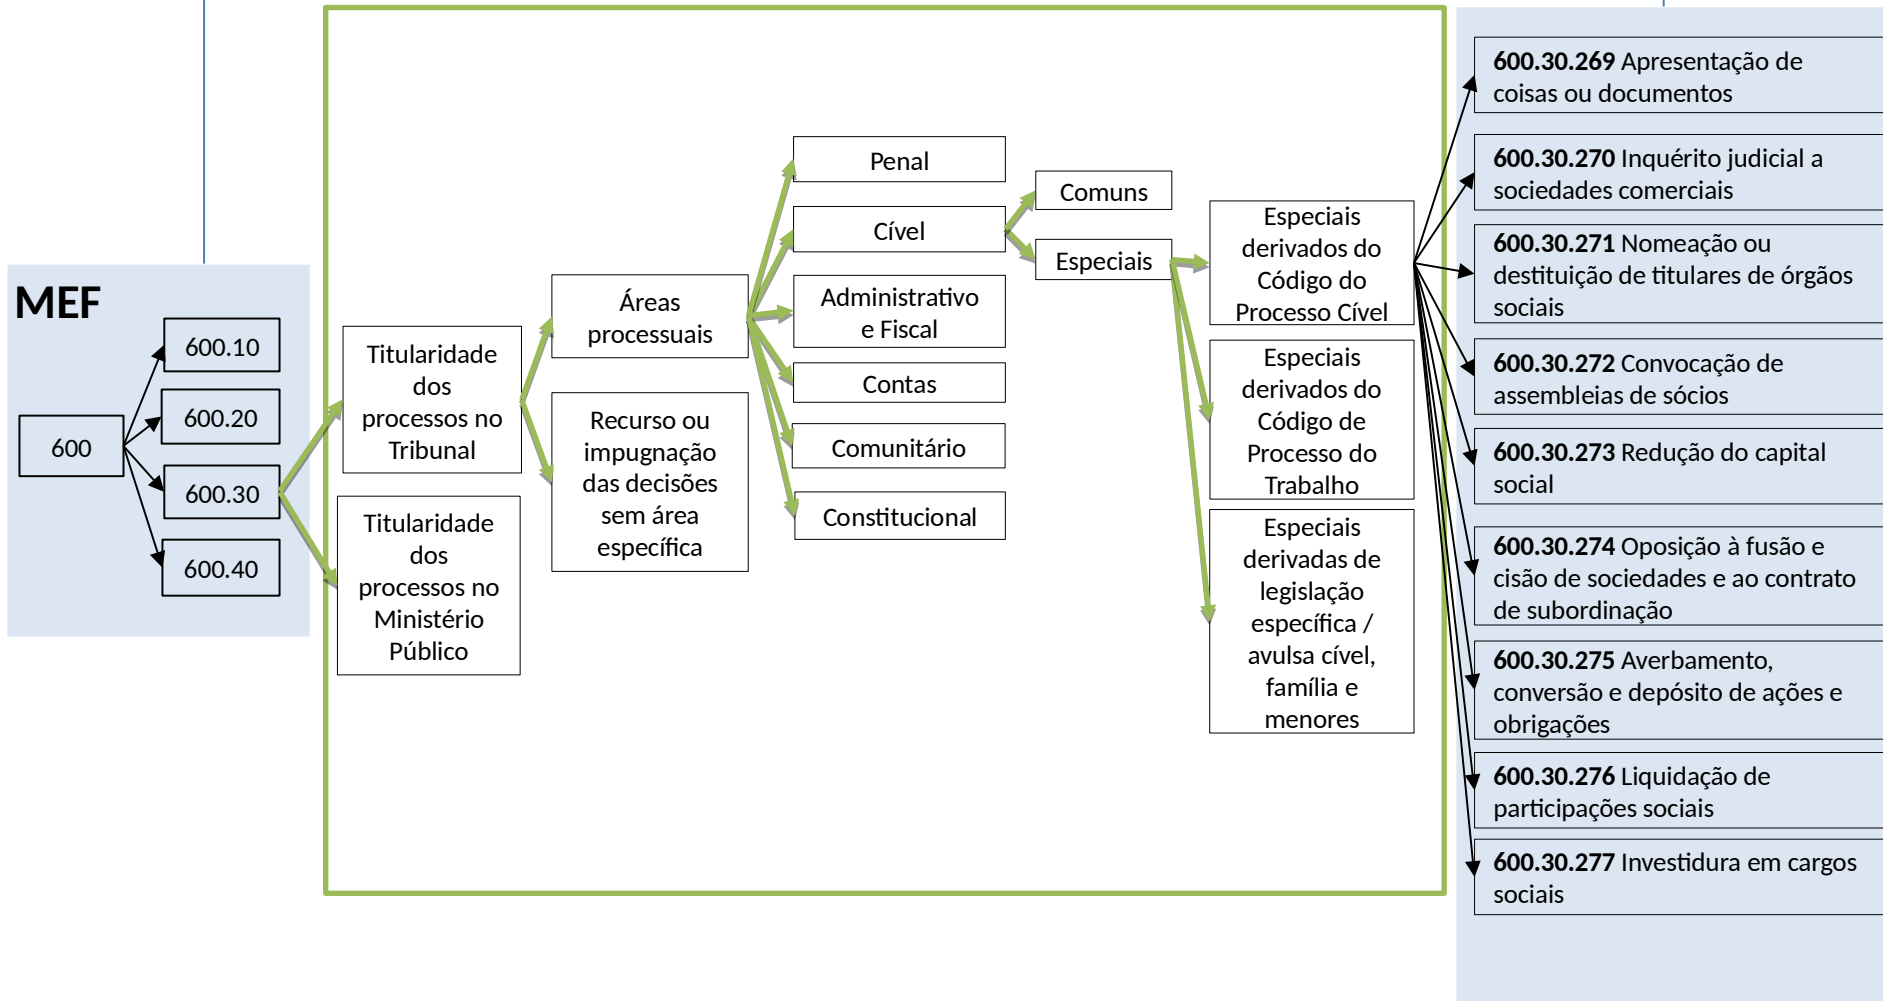 MEF
600
600.10
600.20
600.30
600.40
Titularidade
dos
processos no
Tribunal
Titularidade
dos
processos no
Ministério
Público
Áreas
processuais
Recurso ou
impugnação
das decisões
sem área
específica
Penal
Cível
Administrativo
e Fiscal
Contas
Comunitário
Constitucional
Comuns
Especiais
Especiais
derivados do
Código do
Processo Cível
Especiais
derivados do
Código de
Processo do
Trabalho
Especiais
derivadas de
legislação
específica /
avulsa cível,
família e
menores
600.30.269 Apresentação de
coisas ou documentos
600.30.270 Inquérito judicial a
sociedades comerciais
600.30.271 Nomeação ou
destituição de titulares de órgãos
sociais
600.30.272 Convocação de
assembleias de sócios
600.30.273 Redução do capital
social
600.30.274 Oposição à fusão e
cisão de sociedades e ao contrato
de subordinação
600.30.275 Averbamento,
conversão e depósito de ações e
obrigações
600.30.276 Liquidação de
participações sociais
600.30.277 Investidura em cargos
sociais